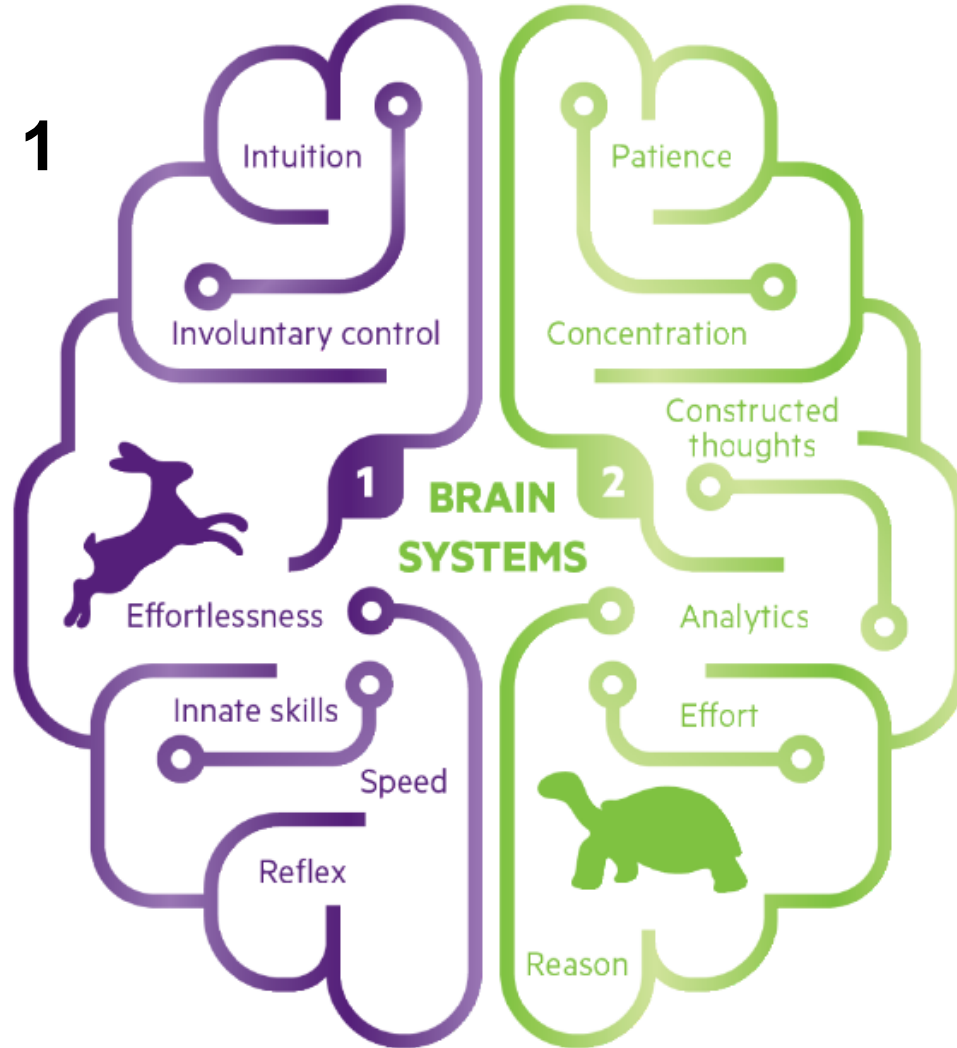 1
Intuition
Involuntary control
1
Effortlessness
Innate skills
Speed
Reflex
BRAIN
SYSTEMS
2
Patience
Concentration
Constructed
thoughts
Analytics
Effort
Reason